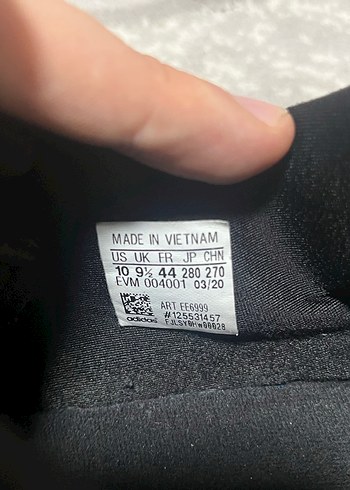 MADE IN VIETNAM
US UK FR JP CHN
10 9½ 44 280 270
EVM 004001 03/20
ART EE6999
#125531457
adidas